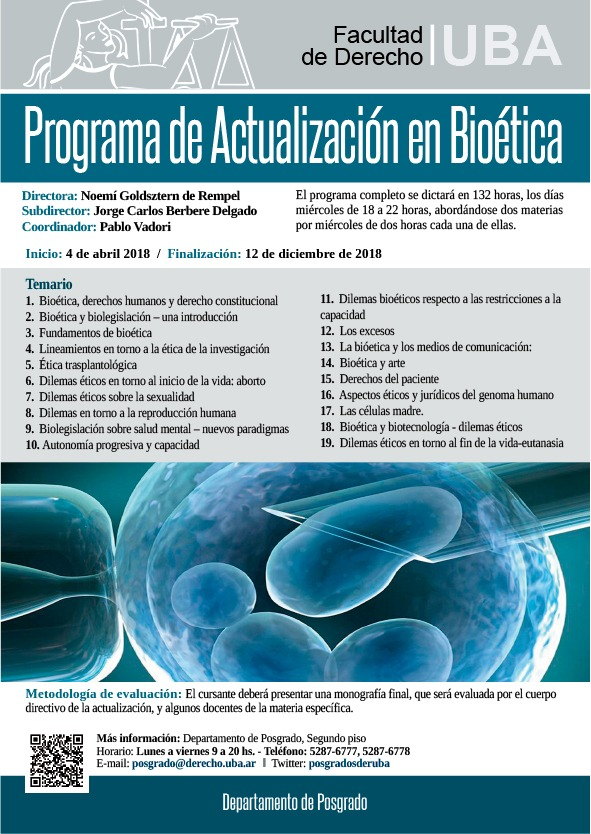 Facultad
de Derecho
UBA
Programa de Actualización en Bioética
Directora: Noemí Goldsztern de Rempel
Subdirector: Jorge Carlos Berbere Delgado
Coordinador: Pablo Vadori
El programa completo se dictará en 132 horas, los días
miércoles de 18 a 22 horas, abordándose dos materias
por miércoles de dos horas cada una de ellas.
Inicio: 4 de abril 2018 / Finalización: 12 de diciembre de 2018
Temario
1. Bioética, derechos humanos y derecho constitucional
2. Bioética y biolegislación – una introducción
3. Fundamentos de bioética
4. Lineamientos en torno a la ética de la investigación
5. Ética trasplantológica
6. Dilemas éticos en torno al inicio de la vida: aborto
7. Dilemas éticos sobre la sexualidad
8. Dilemas en torno a la reproducción humana
9. Biolegislación sobre salud mental – nuevos paradigmas
10. Autonomía progresiva y capacidad
11. Dilemas bioéticos respecto a las restricciones a la
capacidad
12. Los excesos
13. La bióetica y los medios de comunicación:
14. Bioética y arte
15. Derechos del paciente
16. Aspectos éticos y jurídicos del genoma humano
17. Las células madre.
18. Bioética y biotecnología - dilemas éticos
19. Dilemas éticos en torno al fin de la vida-eutanasia
Metodología de evaluación: El cursante deberá presentar una monografía final, que será evaluada por el cuerpo
directivo de la actualización, y algunos docentes de la materia específica.
Más información: Departamento de Posgrado, Segundo piso
Horario: Lunes a viernes 9 a 20 hs. - Teléfono: 5287-6777, 5287-6778
E-mail: posgrado@derecho.uba.ar | Twitter: posgradosderuba
Departamento de Posgrado